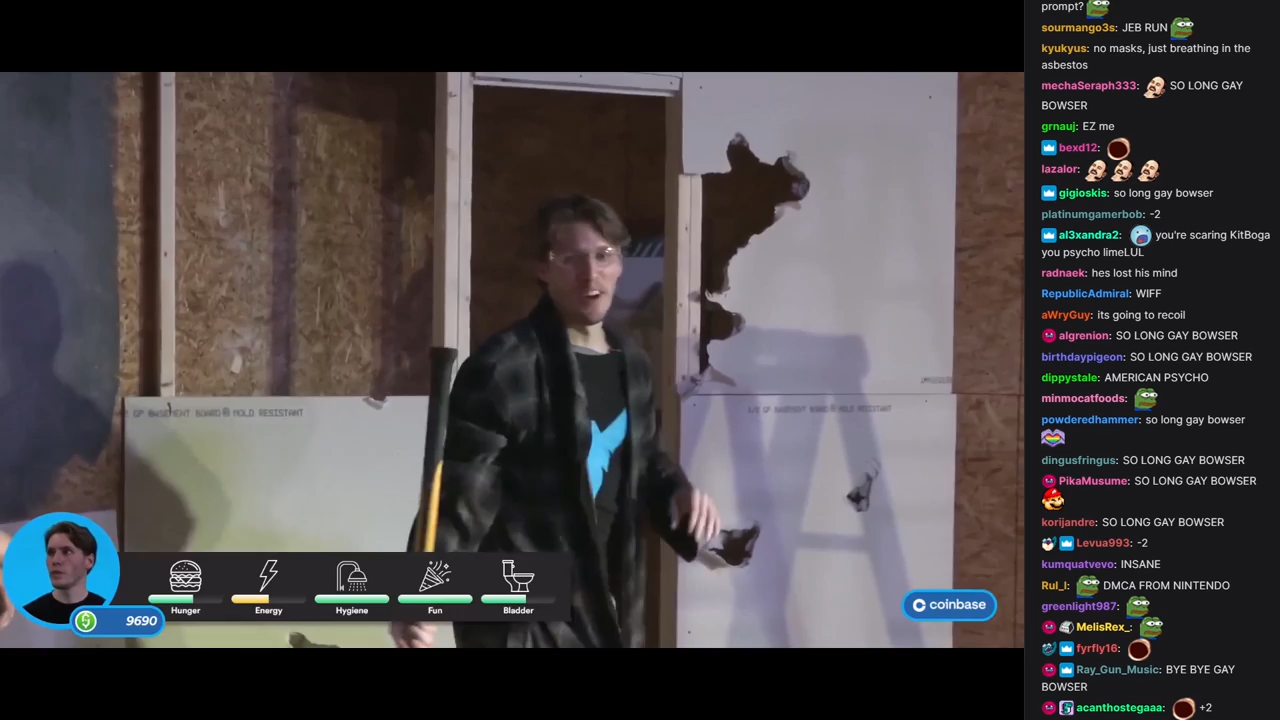 GP BASEMENT BOARD® MOLD RESISTANT
1/2 GP BASEMENT BOARD® MOLD RESISTANT
Hunger
Energy
Hygiene
Fun
Bladder
9690
coinbase
prompt?
sourmango3s: JEB RUN
kyukyus: no masks, just breathing in the
asbestos
mechaSeraph333: SO LONG GAY
BOWSER
grnauj: EZ me
bexd12:
lazalor:
gigioskis: so long gay bowser
platinumgamerbob: -2
al3xandra2: you're scaring KitBoga
you psycho limeLUL
radnaek: hes lost his mind
RepublicAdmiral: WIFF
aWryGuy: its going to recoil
algrenion: SO LONG GAY BOWSER
birthdaypigeon: SO LONG GAY BOWSER
dippystale: AMERICAN PSYCHO
minmocatfoods:
powderedhammer: so long gay bowser
dingusfringus: SO LONG GAY BOWSER
PikaMusume: SO LONG GAY BOWSER
korijandre: SO LONG GAY BOWSER
Levua993: -2
kumquatvevo: INSANE
Rul_I: DMCA FROM NINTENDO
greenlight987:
MelisRex_:
fyrfly16:
Ray_Gun_Music: BYE BYE GAY
BOWSER
acanthostegaaa: +2